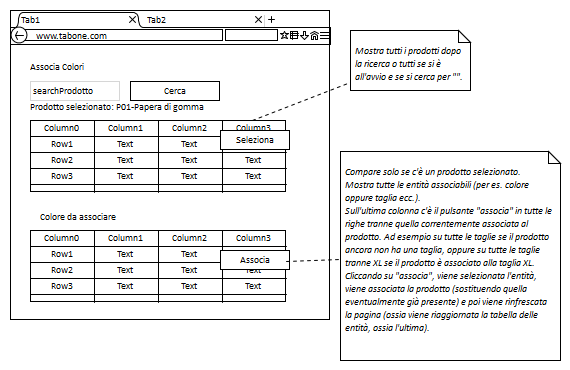 Tab1
Tab2
+
www.tabone.com
Associa Colori
searchProdotto
Cerca
Prodotto selezionato: P01-Papera di gomma
Column0 Column1 Column2 Column3
Row1 Text Text Seleziona
Row2 Text Text Text
Row3 Text Text Text
Colore da associare
Column0 Column1 Column2 Column3
Row1 Text Text Associa
Row2 Text Text Text
Row3 Text Text Text
Mostra tutti i prodotti dopo
la ricerca o tutti se si è
all'avvio e se si cerca per "".
Compare solo se c'è un prodotto selezionato.
Mostra tutte le entità associabili (per es. colore
oppure taglia ecc.).
Sull'ultima colonna c'è il pulsante "associa" in tutte le
righe tranne quella correntemente associata al
prodotto. Ad esempio su tutte le taglie se il prodotto
ancora non ha una taglia, oppure su tutte le taglie
tranne XL se il prodotto è associato alla taglia XL.
Cliccando su "associa", viene selezionata l'entità,
viene associata la prodotto (sostituendo quella
eventualmente già presente) e poi viene rinfrescata
la pagina (ossia viene riaggiornata la tabella delle
entità, ossia l'ultima).